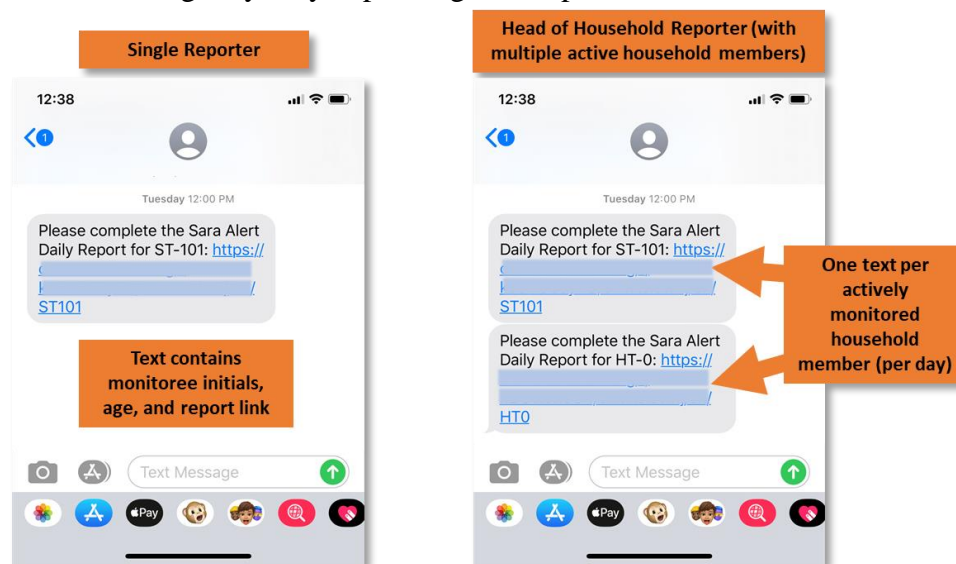 Single Reporter
12:38
1
Tuesday 12:00 PM
Please complete the Sara Alert
Daily Report for ST-101: https://
/
ST101
Text contains
monitoree initials,
age, and report link
Text Message
Pay
Head of Household Reporter (with
multiple active household members)
12:38
1
Tuesday 12:00 PM
Please complete the Sara Alert
Daily Report for ST-101: https://
/
ST101
Please complete the Sara Alert
Daily Report for HT-0: https://
/
HT0
One text per
actively
monitored
household
member (per day)
Text Message
Pay